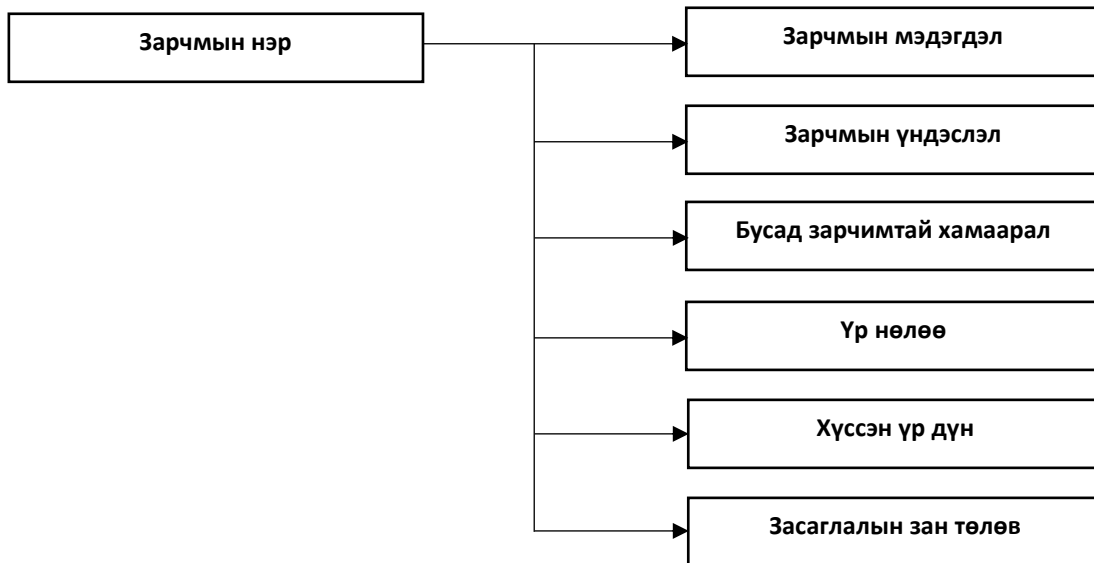 Зарчмын нэр
Зарчмын мэдэгдэл
Зарчмын үндэслэл
Бусад зарчимтай хамаарал
Үр нөлөө
Хүссэн үр дүн
Засаглалын зан төлөв